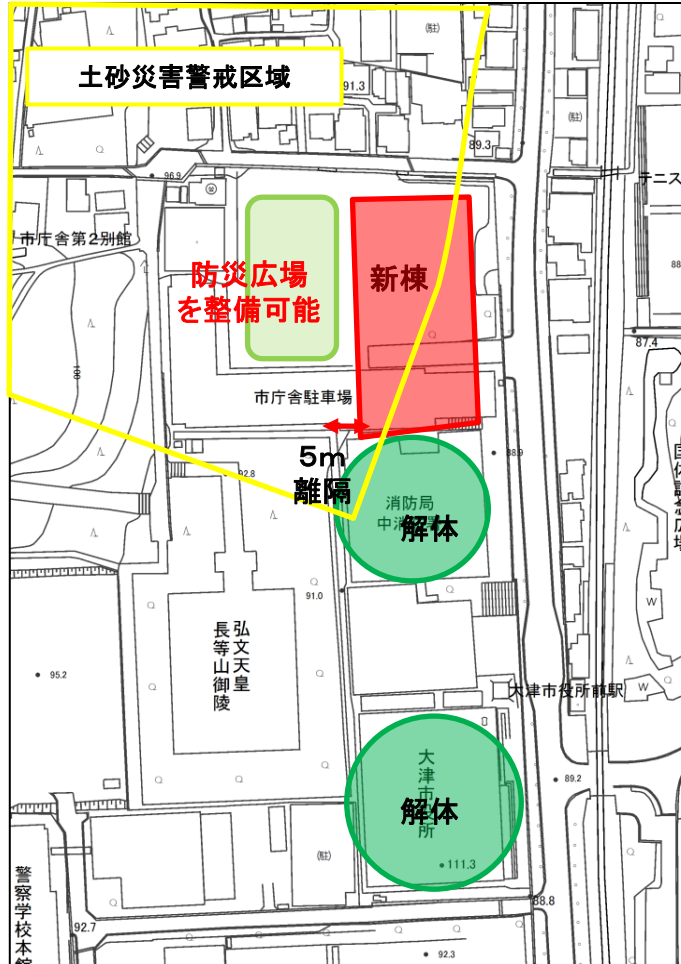 (駐)
土砂災害警戒区域
91.3
(駐)
89.3
96.9
テニス
市庁舎第2別館
防災広場
を整備可能
新棟
88
87.4
100
市庁舎駐車場
5m
離隔
92.8
88.9
消防局
中消
解体
91.0
弘文天皇
長等山御陵
W
95.2
大津市役所前駅
W
大津市役所
解体
89.2
111.3
(駐)
警察学校本館
88.8
92.7
92.3